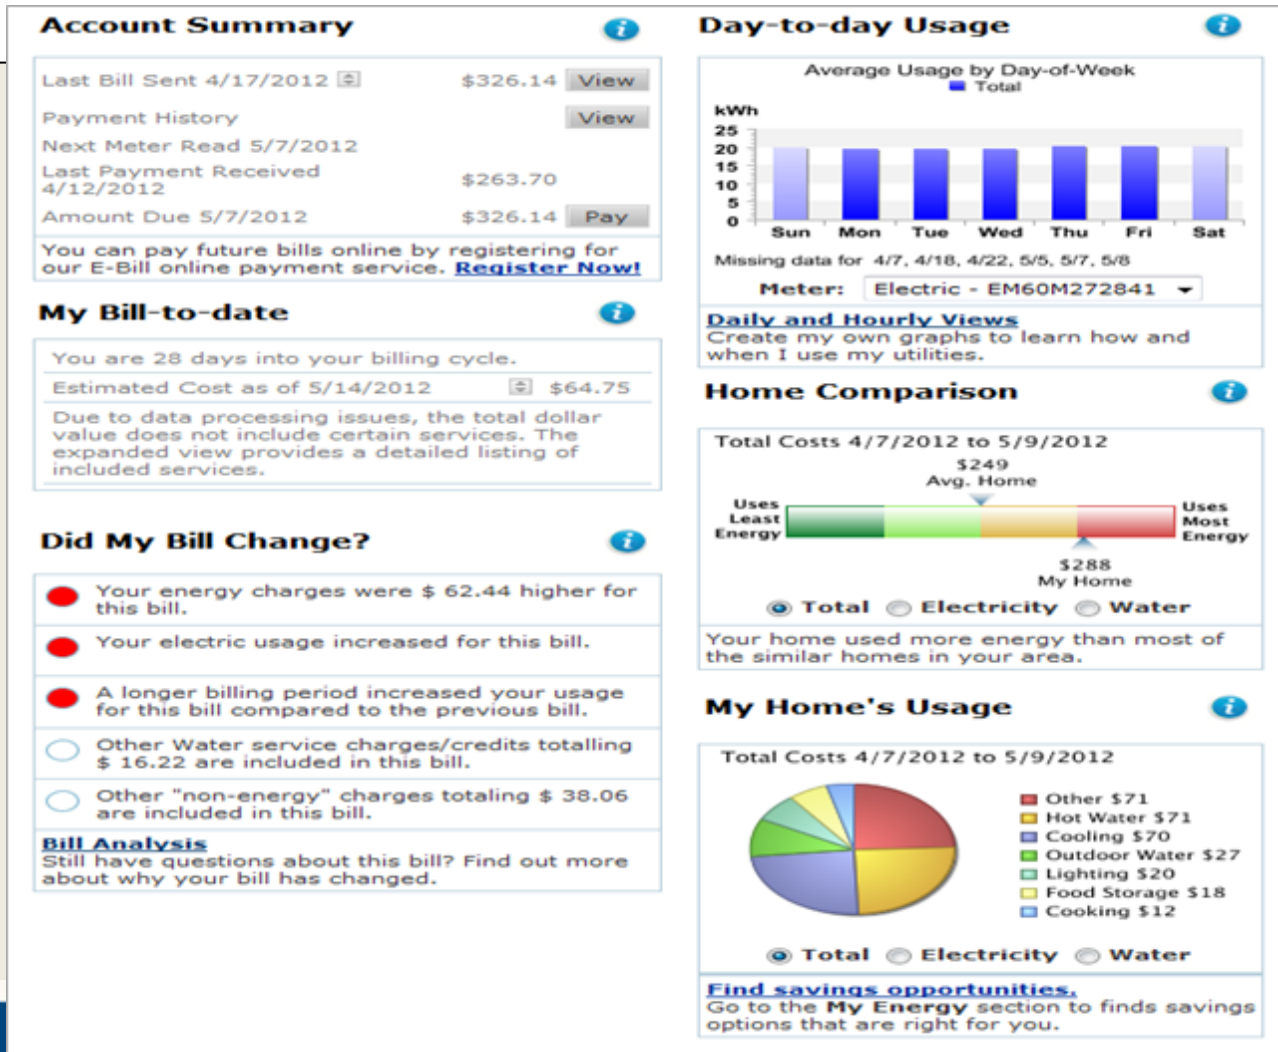 Account Summary
Last Bill Sent 4/17/2012 $326.14 View
Payment History View
Next Meter Read 5/7/2012
Last Payment Received
4/12/2012 $263.70
Amount Due 5/7/2012 $326.14 Pay
You can pay future bills online by registering for
our E-Bill online payment service. Register Now!
My Bill-to-date
You are 28 days into your billing cycle.
Estimated Cost as of 5/14/2012 $64.75
Due to data processing issues, the total dollar
value does not include certain services. The
expanded view provides a detailed listing of
included services.
Did My Bill Change?
Your energy charges were $ 62.44 higher for
this bill.
Your electric usage increased for this bill.
A longer billing period increased your usage
for this bill compared to the previous bill.
Other Water service charges/credits totalling
$ 16.22 are included in this bill.
Other "non-energy" charges totaling $ 38.06
are included in this bill.
Bill Analysis
Still have questions about this bill? Find out more
about why your bill has changed.
Day-to-day Usage
Average Usage by Day-of-Week
Total
kWh
25
20
15
10
5
0
Sun Mon Tue Wed Thu Fri Sat
Missing data for 4/7, 4/18, 4/22, 5/5, 5/7, 5/8
Meter: Electric - EM60M272841
Daily and Hourly Views
Create my own graphs to learn how and
when I use my utilities.
Home Comparison
Total Costs 4/7/2012 to 5/9/2012
$249
Avg. Home
Uses
Least
Energy
Uses
Most
Energy
$288
My Home
Total Electricity Water
Your home used more energy than most of
the similar homes in your area.
My Home's Usage
Total Costs 4/7/2012 to 5/9/2012
Other $71
Hot Water $71
Cooling $70
Outdoor Water $27
Lighting $20
Food Storage $18
Cooking $12
Total Electricity Water
Find savings opportunities.
Go to the My Energy section to finds savings
options that are right for you.